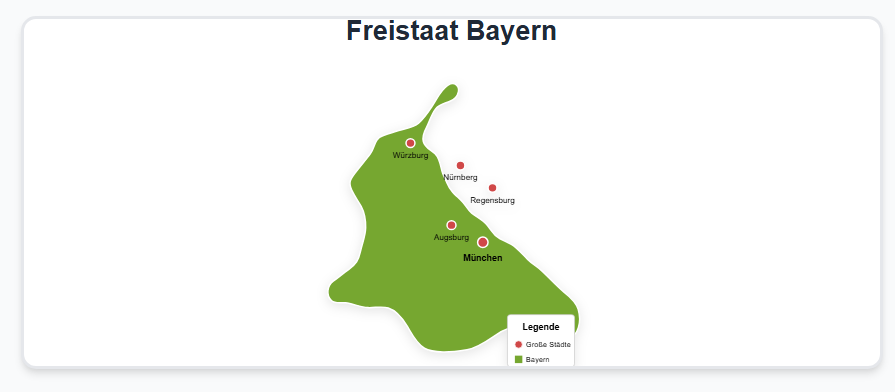 Freistaat Bayern
Würzburg
Nürnberg
Regensburg
Augsburg
München
Legende
Große Städte
Bayern